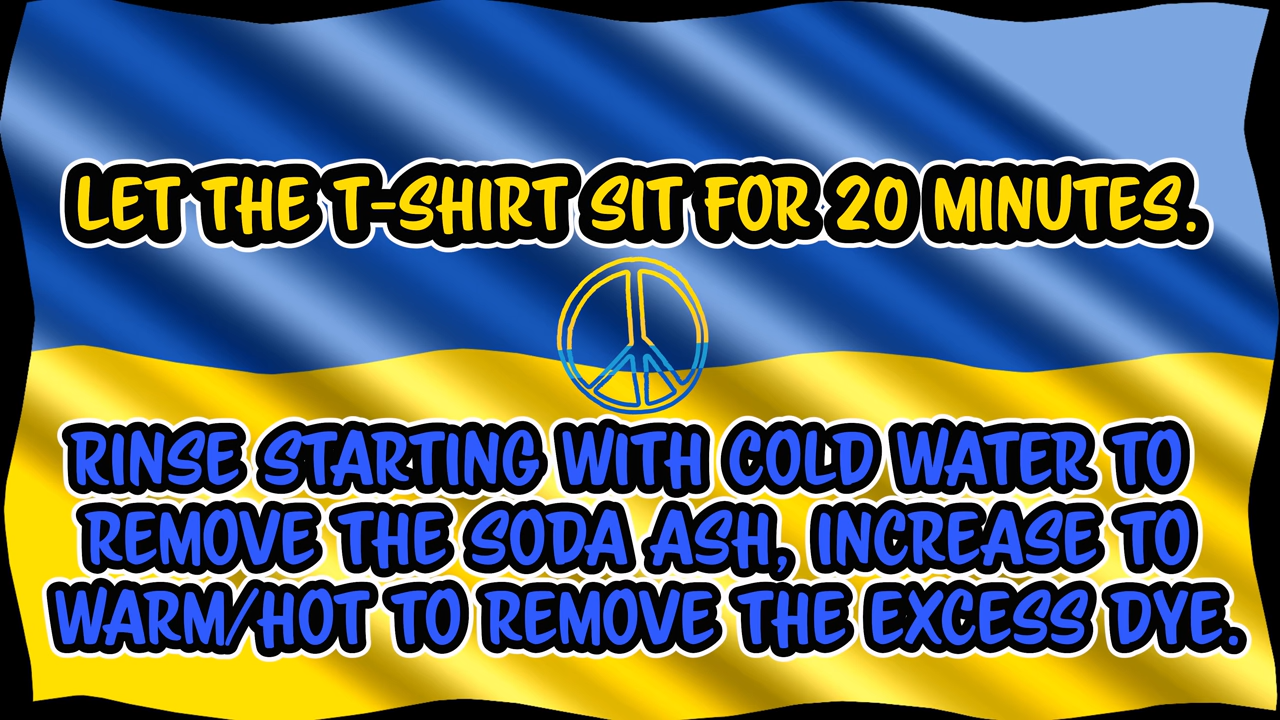 LET THE T-SHIRT SIT FOR 20 MINUTES.
RINSE STARTING WITH COLD WATER TO
REMOVE THE SODA ASH, INCREASE TO
WARM/HOT TO REMOVE THE EXCESS DYE.